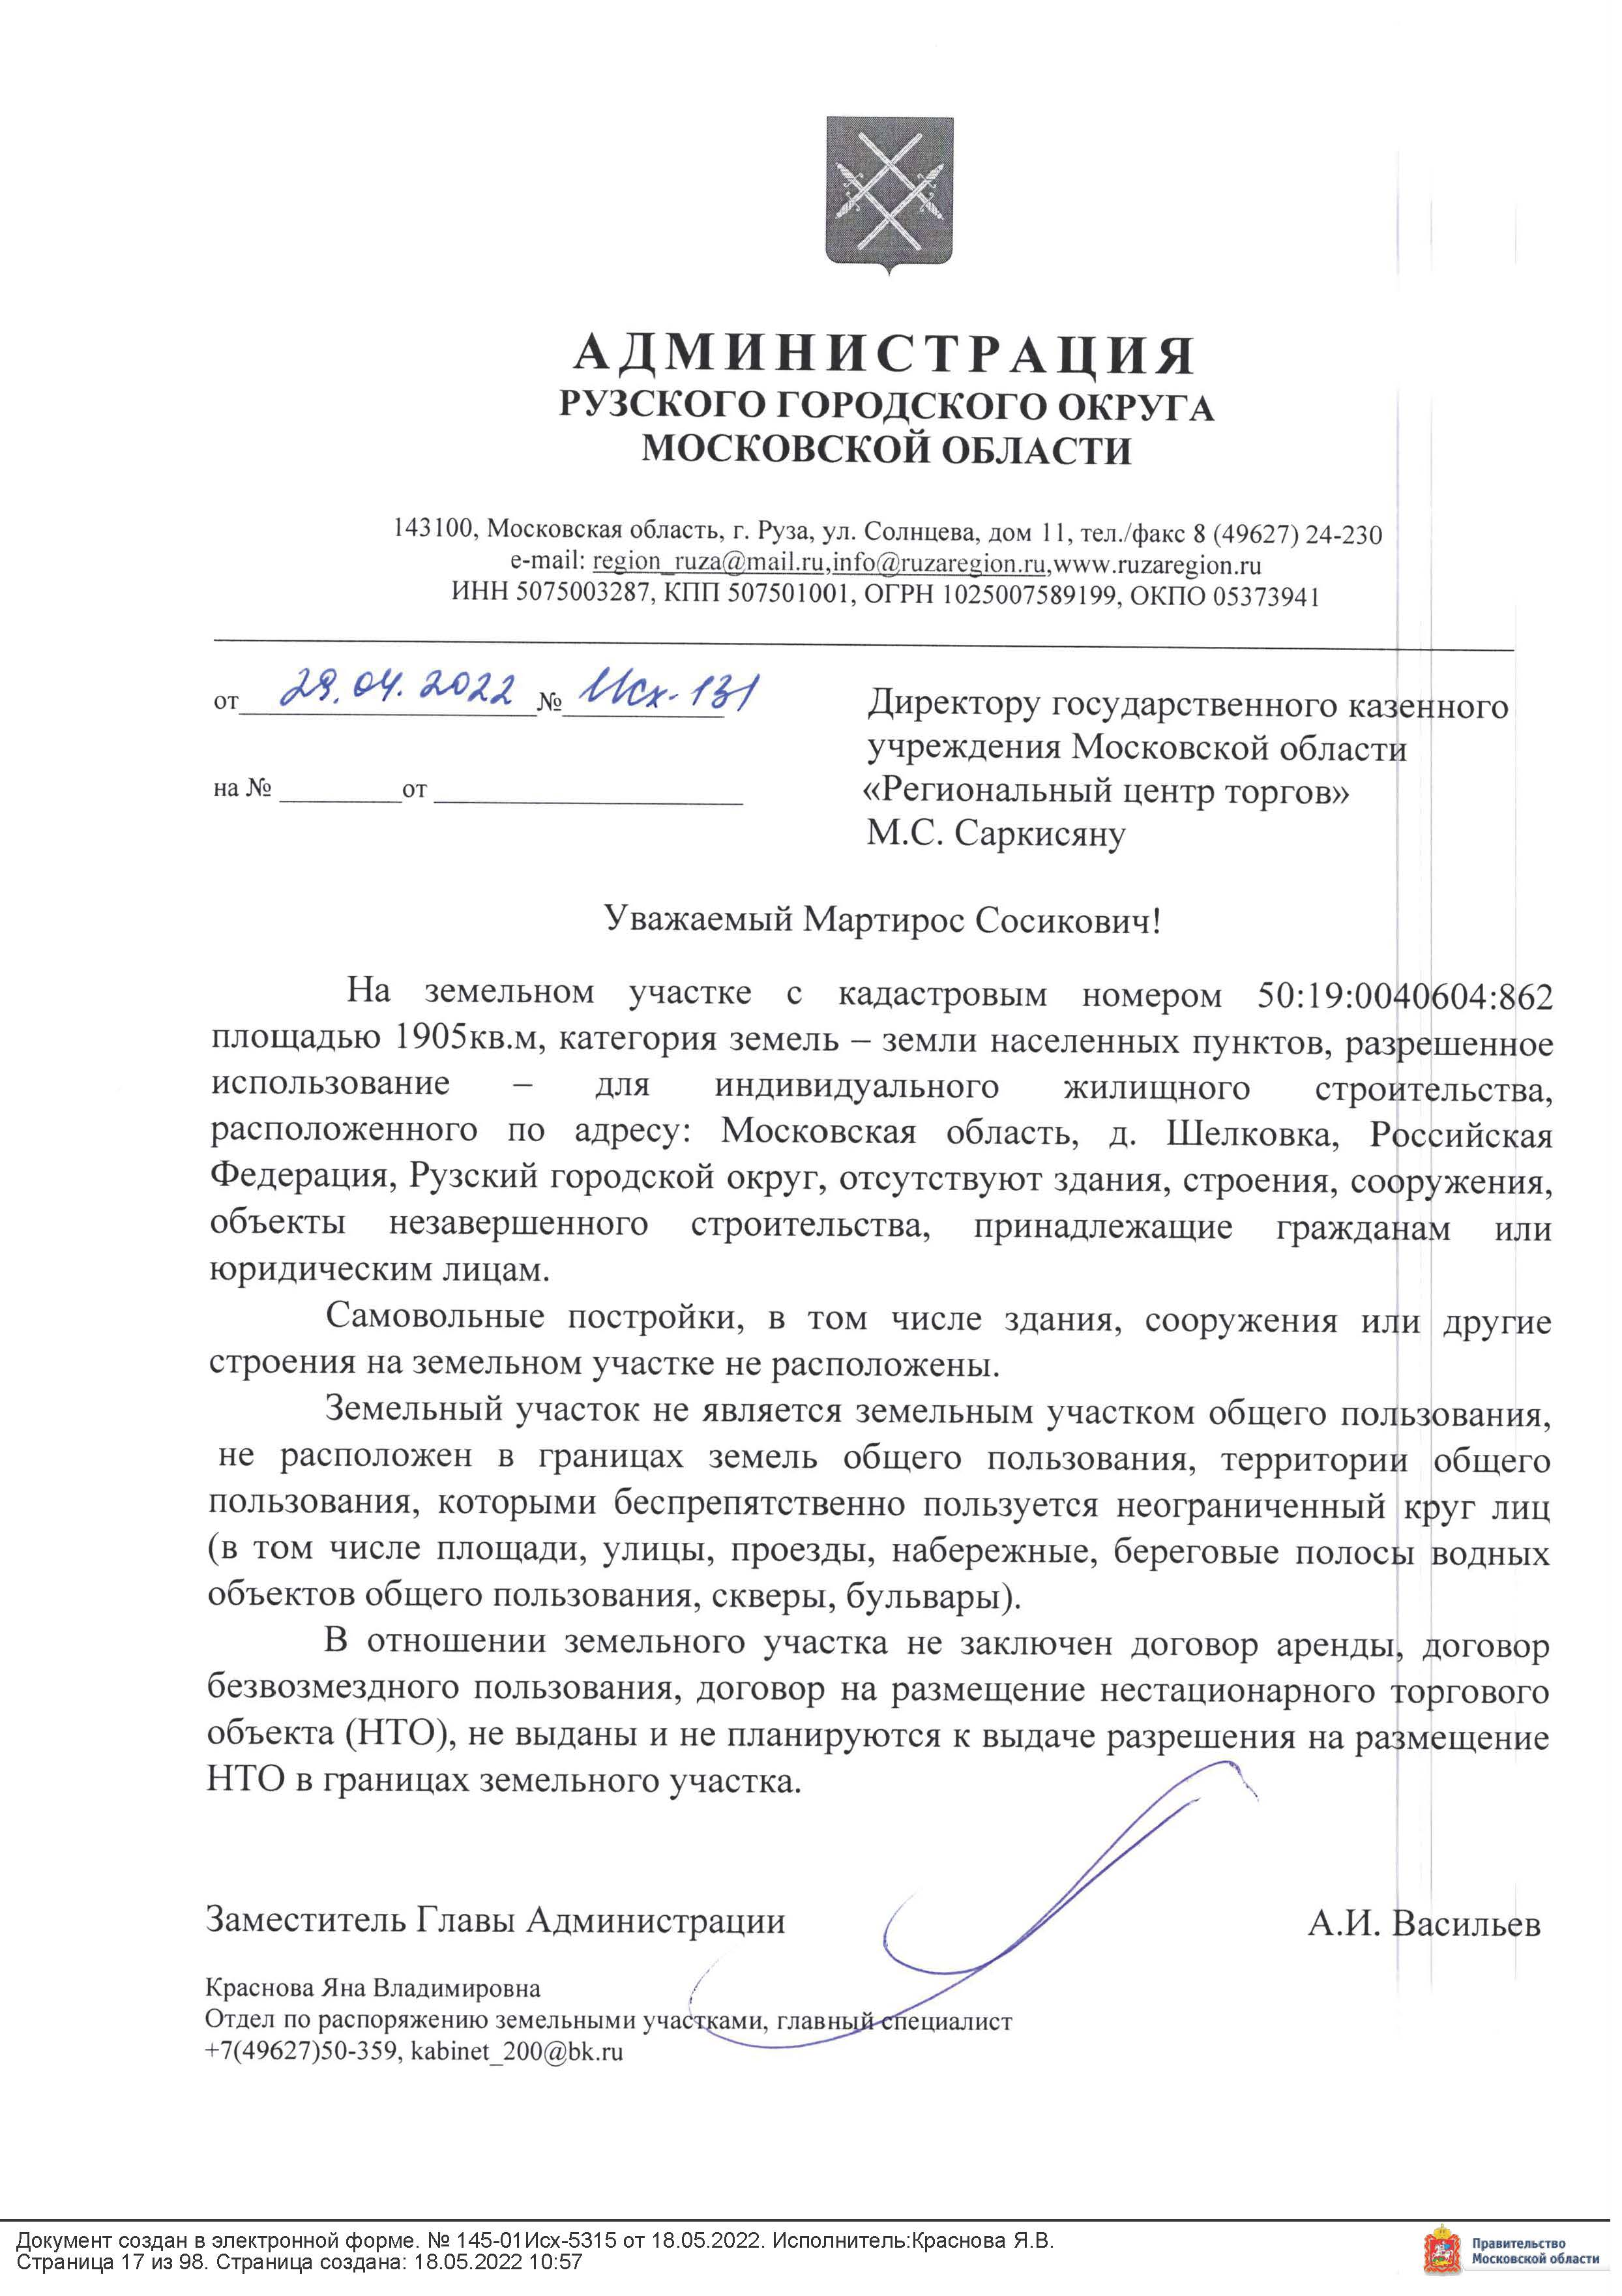 АДМИНИСТРАЦИЯ
РУЗСКОГО ГОРОДСКОГО ОКРУГА
МОСКОВСКОЙ ОБЛАСТИ
143100, Московская область, г. Руза, ул. Солнцева, дом 11, тел./факс 8 (49627) 24-230
e-mail: region_ruza@mail.ru,info@ruzaregion.ru,www.ruzaregion.ru
ИНН 5075003287, КПП 507501001, ОГРН 1025007589199, ОКПО 05373941
от 29.04.2022 № Исх-131
на № __________ от __________
Директору государственного казенного
учреждения Московской области
«Региональный центр торгов»
М.С. Саркисяну
Уважаемый Мартирос Сосикович!
На земельном участке с кадастровым номером 50:19:0040604:862
площадью 1905кв.м, категория земель – земли населенных пунктов, разрешенное
использование – для индивидуального жилищного строительства,
расположенного по адресу: Московская область, д. Шелковка, Российская
Федерация, Рузский городской округ, отсутствуют здания, строения, сооружения,
объекты незавершенного строительства, принадлежащие гражданам или
юридическим лицам.
Самовольные постройки, в том числе здания, сооружения или другие
строения на земельном участке не расположены.
Земельный участок не является земельным участком общего пользования,
не расположен в границах земель общего пользования, территории общего
пользования, которыми беспрепятственно пользуется неограниченный круг лиц
(в том числе площади, улицы, проезды, набережные, береговые полосы водных
объектов общего пользования, скверы, бульвары).
В отношении земельного участка не заключен договор аренды, договор
безвозмездного пользования, договор на размещение нестационарного торгового
объекта (НТО), не выданы и не планируются к выдаче разрешения на размещение
НТО в границах земельного участка.
Заместитель Главы Администрации А.И. Васильев
Краснова Яна Владимировна
Отдел по распоряжению земельными участками, главный специалист
+7(49627)50-359, kabinet_200@bk.ru
Документ создан в электронной форме. № 145-01Исх-5315 от 18.05.2022. Исполнитель:Краснова Я.В.
Страница 17 из 98. Страница создана: 18.05.2022 10:57
Правительство
Московской области